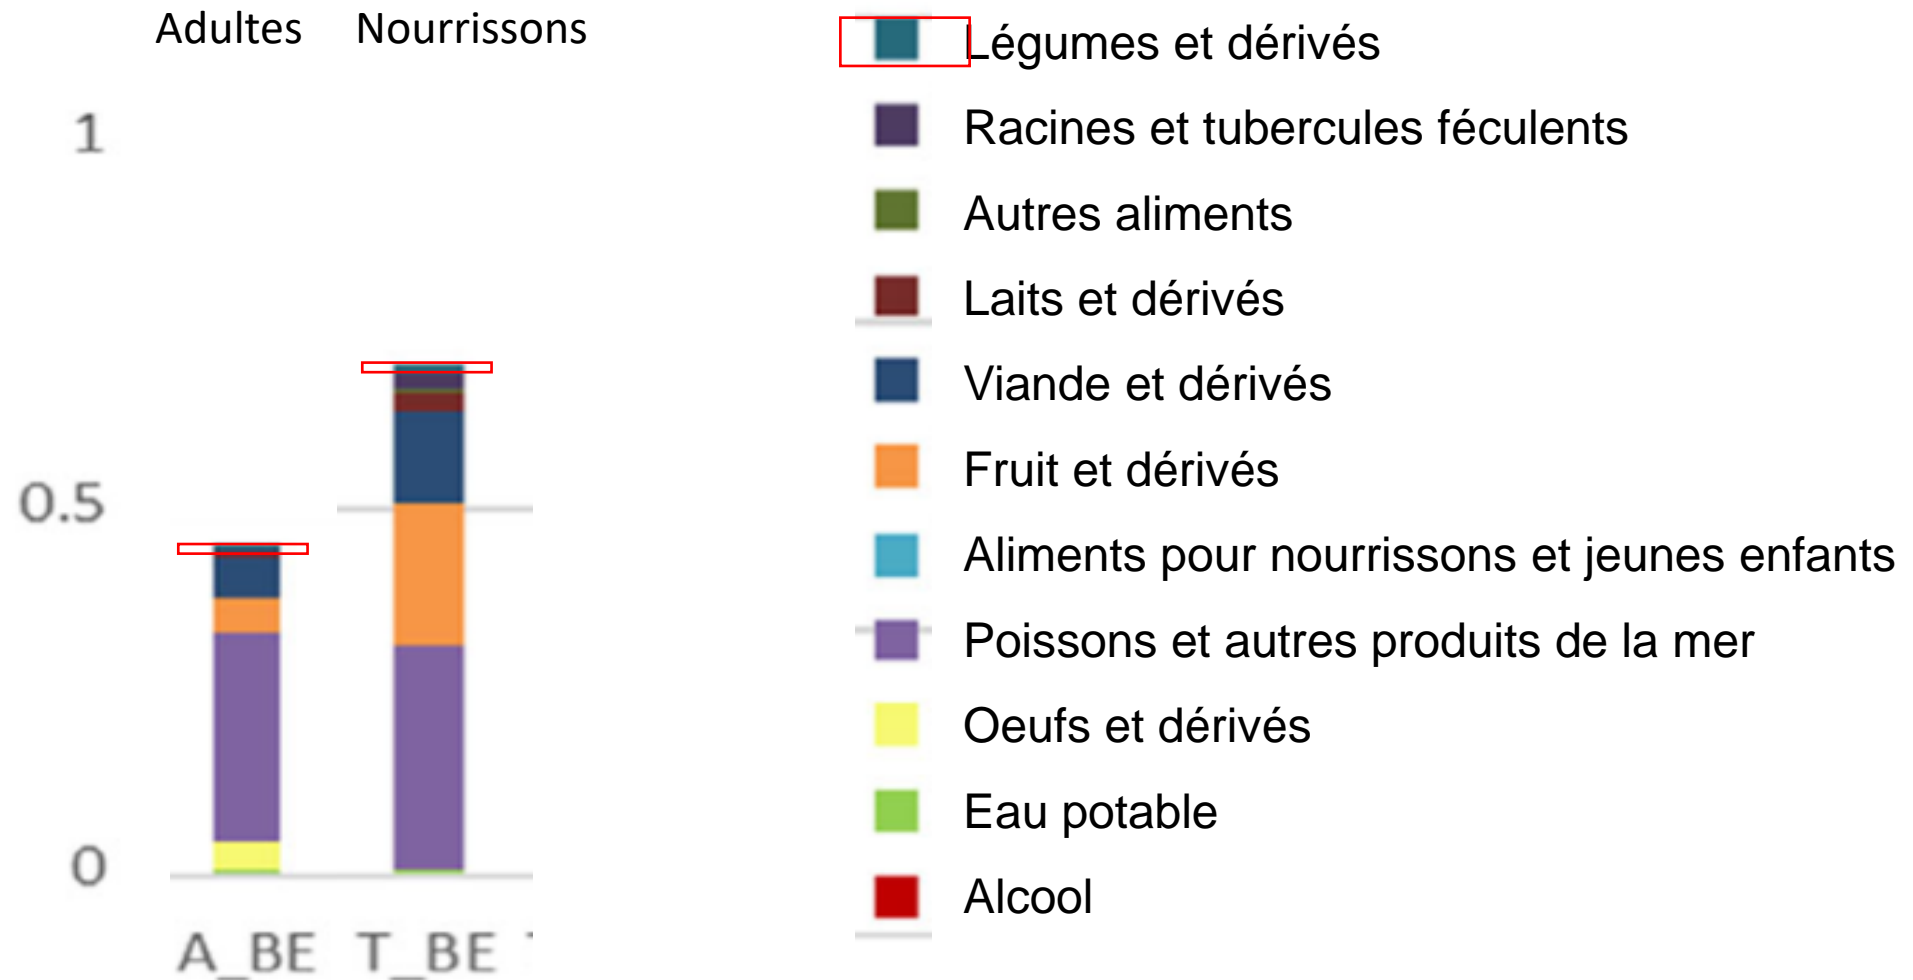 Adultes Nourrissons
1
0.5
0
A_BE T_BE
Légumes et dérivés
Racines et tubercules féculents
Autres aliments
Laits et dérivés
Viande et dérivés
Fruit et dérivés
Aliments pour nourrissons et jeunes enfants
Poissons et autres produits de la mer
Oeufs et dérivés
Eau potable
Alcool